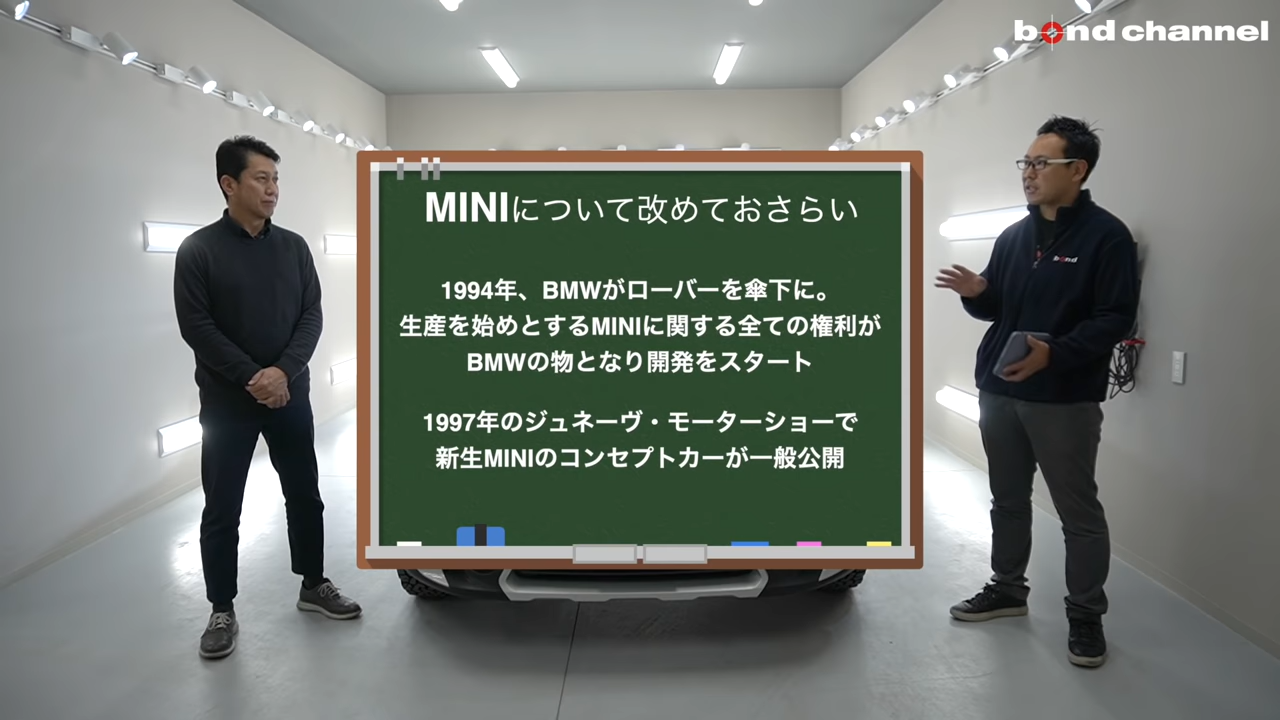 bond channel
MINIについて改めておさらい
1994年、BMWがローバーを傘下に。
生産を始めとするMINIに関する全ての権利が
BMWの物となり開発をスタート
1997年のジュネーヴ・モーターショーで
新生MINIのコンセプトカーが一般公開
bond